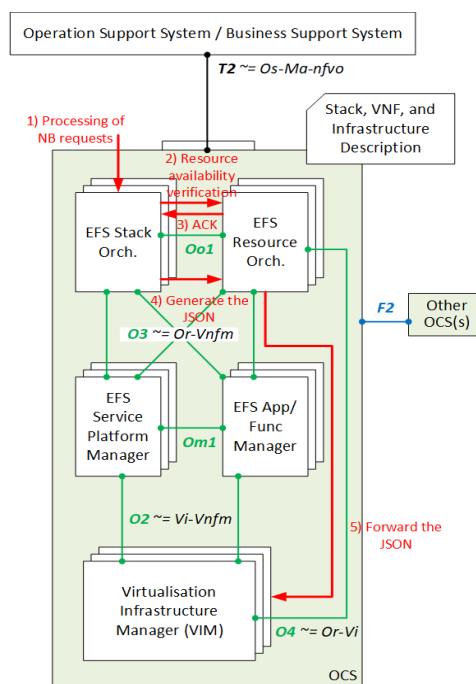 Operation Support System / Business Support System
T2 ~= Os-Ma-nfvo
1) Processing of
NB requests
Stack, VNF, and
Infrastructure
Description
2) Resource
availability
verification
3) ACK
EFS Stack
Orch.
Oo1
EFS
Resource
Orch.
4) Generate the
JSON
F2
Other
OCS(s)
O3 ~= Or-Vnfm
EFS
Service
Platform
Manager
Om1
EFS App/
Func
Manager
O2 ~= Vi-Vnfm
5) Forward the
JSON
Virtualisation
Infrastructure
Manager (VIM)
O4 ~= Or-Vi
OCS